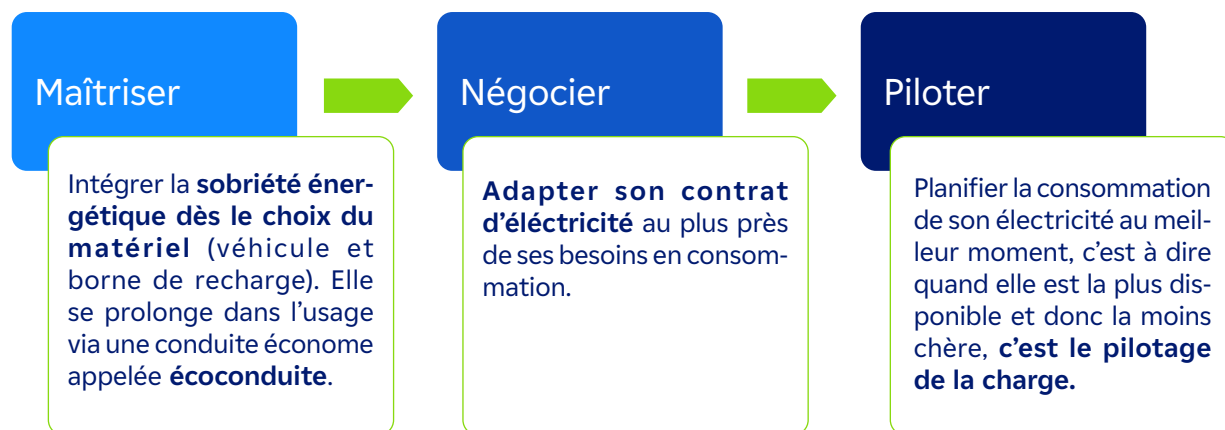 Maîtriser
Intégrer la sobriété éner-
gétique dès le choix du
matériel (véhicule et
borne de recharge). Elle
se prolonge dans l'usage
via une conduite économe
appelée écoconduite.
Négocier
Adapter son contrat
d'éléctricité au plus près
de ses besoins en consom-
mation.
Piloter
Planifier la consommation
de son électricité au meil-
leur moment, c'est à dire
quand elle est la plus dis-
ponible et donc la moins
chère, c'est le pilotage
de la charge.